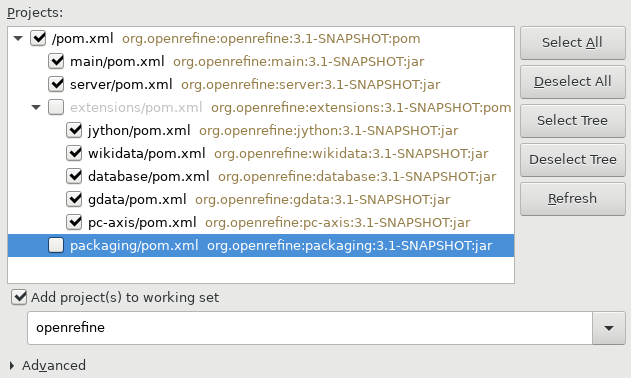 Projects:
/pom.xml org.openrefine:openrefine:3.1-SNAPSHOT:pom
main/pom.xml org.openrefine:main:3.1-SNAPSHOT:jar
server/pom.xml org.openrefine:server:3.1-SNAPSHOT:jar
extensions/pom.xml org.openrefine:extensions:3.1-SNAPSHOT:pom
jython/pom.xml org.openrefine:jython:3.1-SNAPSHOT:jar
wikidata/pom.xml org.openrefine:wikidata:3.1-SNAPSHOT:jar
database/pom.xml org.openrefine:database:3.1-SNAPSHOT:jar
gdata/pom.xml org.openrefine:gdata:3.1-SNAPSHOT:jar
pc-axis/pom.xml org.openrefine:pc-axis:3.1-SNAPSHOT:jar
packaging/pom.xml org.openrefine:packaging:3.1-SNAPSHOT:jar
Select All
Deselect All
Select Tree
Deselect Tree
Refresh
Add project(s) to working set
openrefine
Advanced